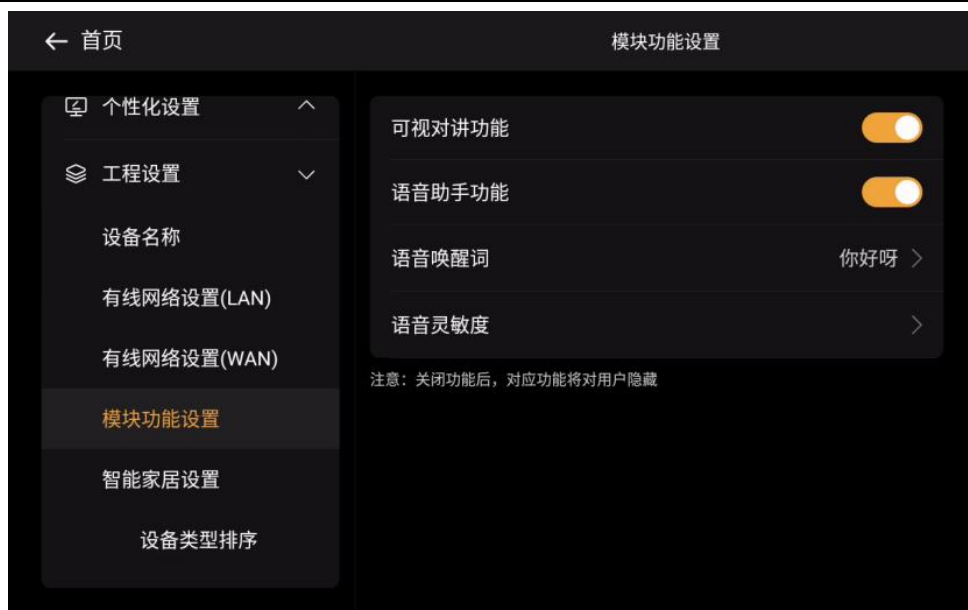 首页
模块功能设置
个性化设置
工程设置
设备名称
有线网络设置(LAN)
有线网络设置(WAN)
模块功能设置
智能家居设置
设备类型排序
可视对讲功能
语音助手功能
语音唤醒词 你好呀
语音灵敏度
注意：关闭功能后，对应功能将对用户隐藏